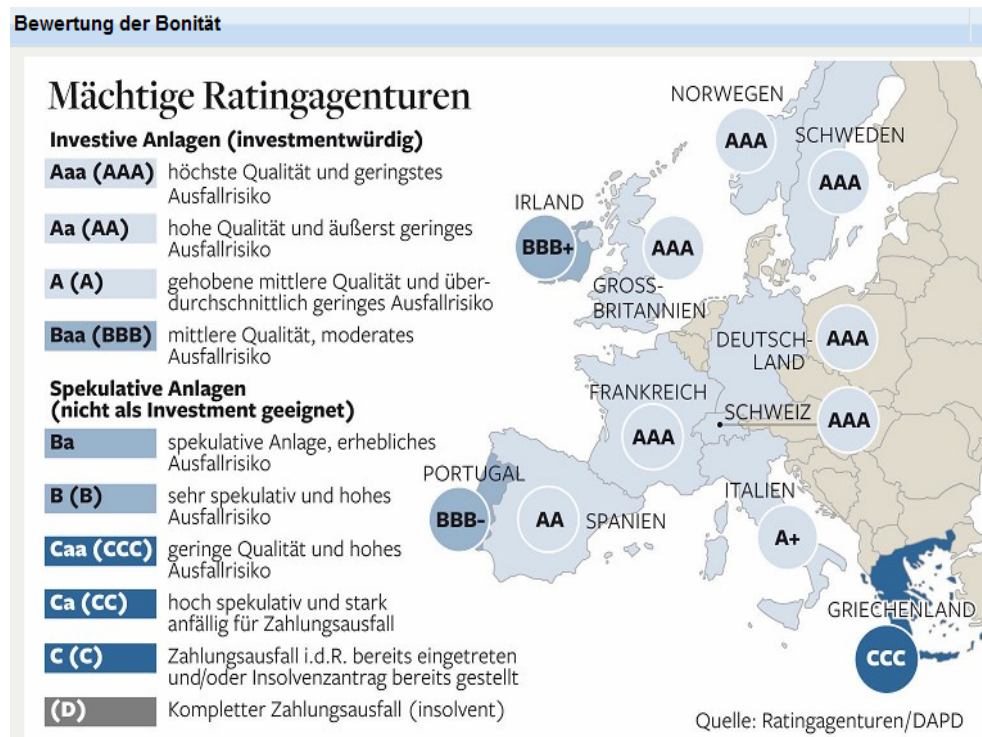 Bewertung der Bonität
Mächtige Ratingagenturen
Investive Anlagen (investmentwürdig)
Aaa (AAA) höchste Qualität und geringstes
Ausfallrisiko
Aa (AA) hohe Qualität und äußerst geringes
Ausfallrisiko
A (A) gehobene mittlere Qualität und über-
durchschnittlich geringes Ausfallrisiko
Baa (BBB) mittlere Qualität, moderates
Ausfallrisiko
Spekulative Anlagen
(nicht als Investment geeignet)
Ba spekulative Anlage, erhebliches
Ausfallrisiko
B (B) sehr spekulativ und hohes
Ausfallrisiko
Caa (CCC) geringe Qualität und hohes
Ausfallrisiko
Ca (CC) hoch spekulativ und stark
anfällig für Zahlungsausfall
C (C) Zahlungsausfall i.d.R. bereits eingetreten
und/oder Insolvenzantrag bereits gestellt
(D) Kompletter Zahlungsausfall (insolvent)
NORWEGEN
AAA
SCHWEDEN
AAA
IRLAND
BBB+
AAA
GROSS-
BRITANNIEN
DEUTSCH-
LAND
AAA
FRANKREICH
AAA
SCHWEIZ
AAA
PORTUGAL
BBB-
AA
SPANIEN
ITALIEN
A+
GRIECHENLAND
CCC
Quelle: Ratingagenturen/DAPD